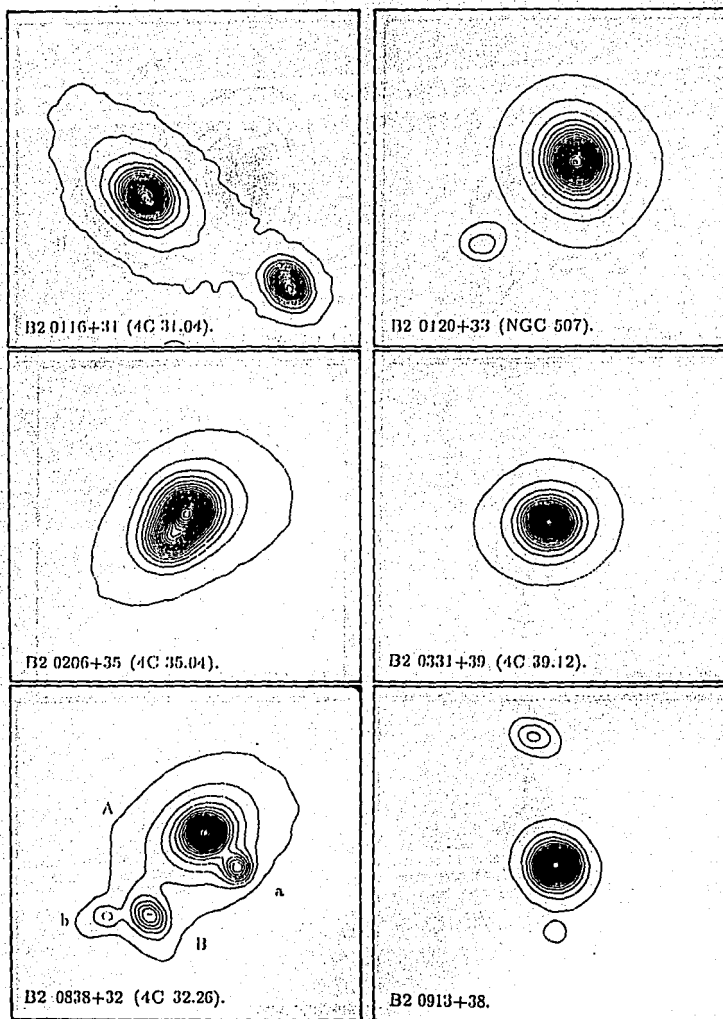 B2 0116+31 (4C 31.04).
B2 0120+33 (NGC 507).
B2 0206+35 (4C 35.04).
B2 0331+39 (4C 39.12).
A
a
b
B
B2 0838+32 (4C 32.26).
B2 0913+38.